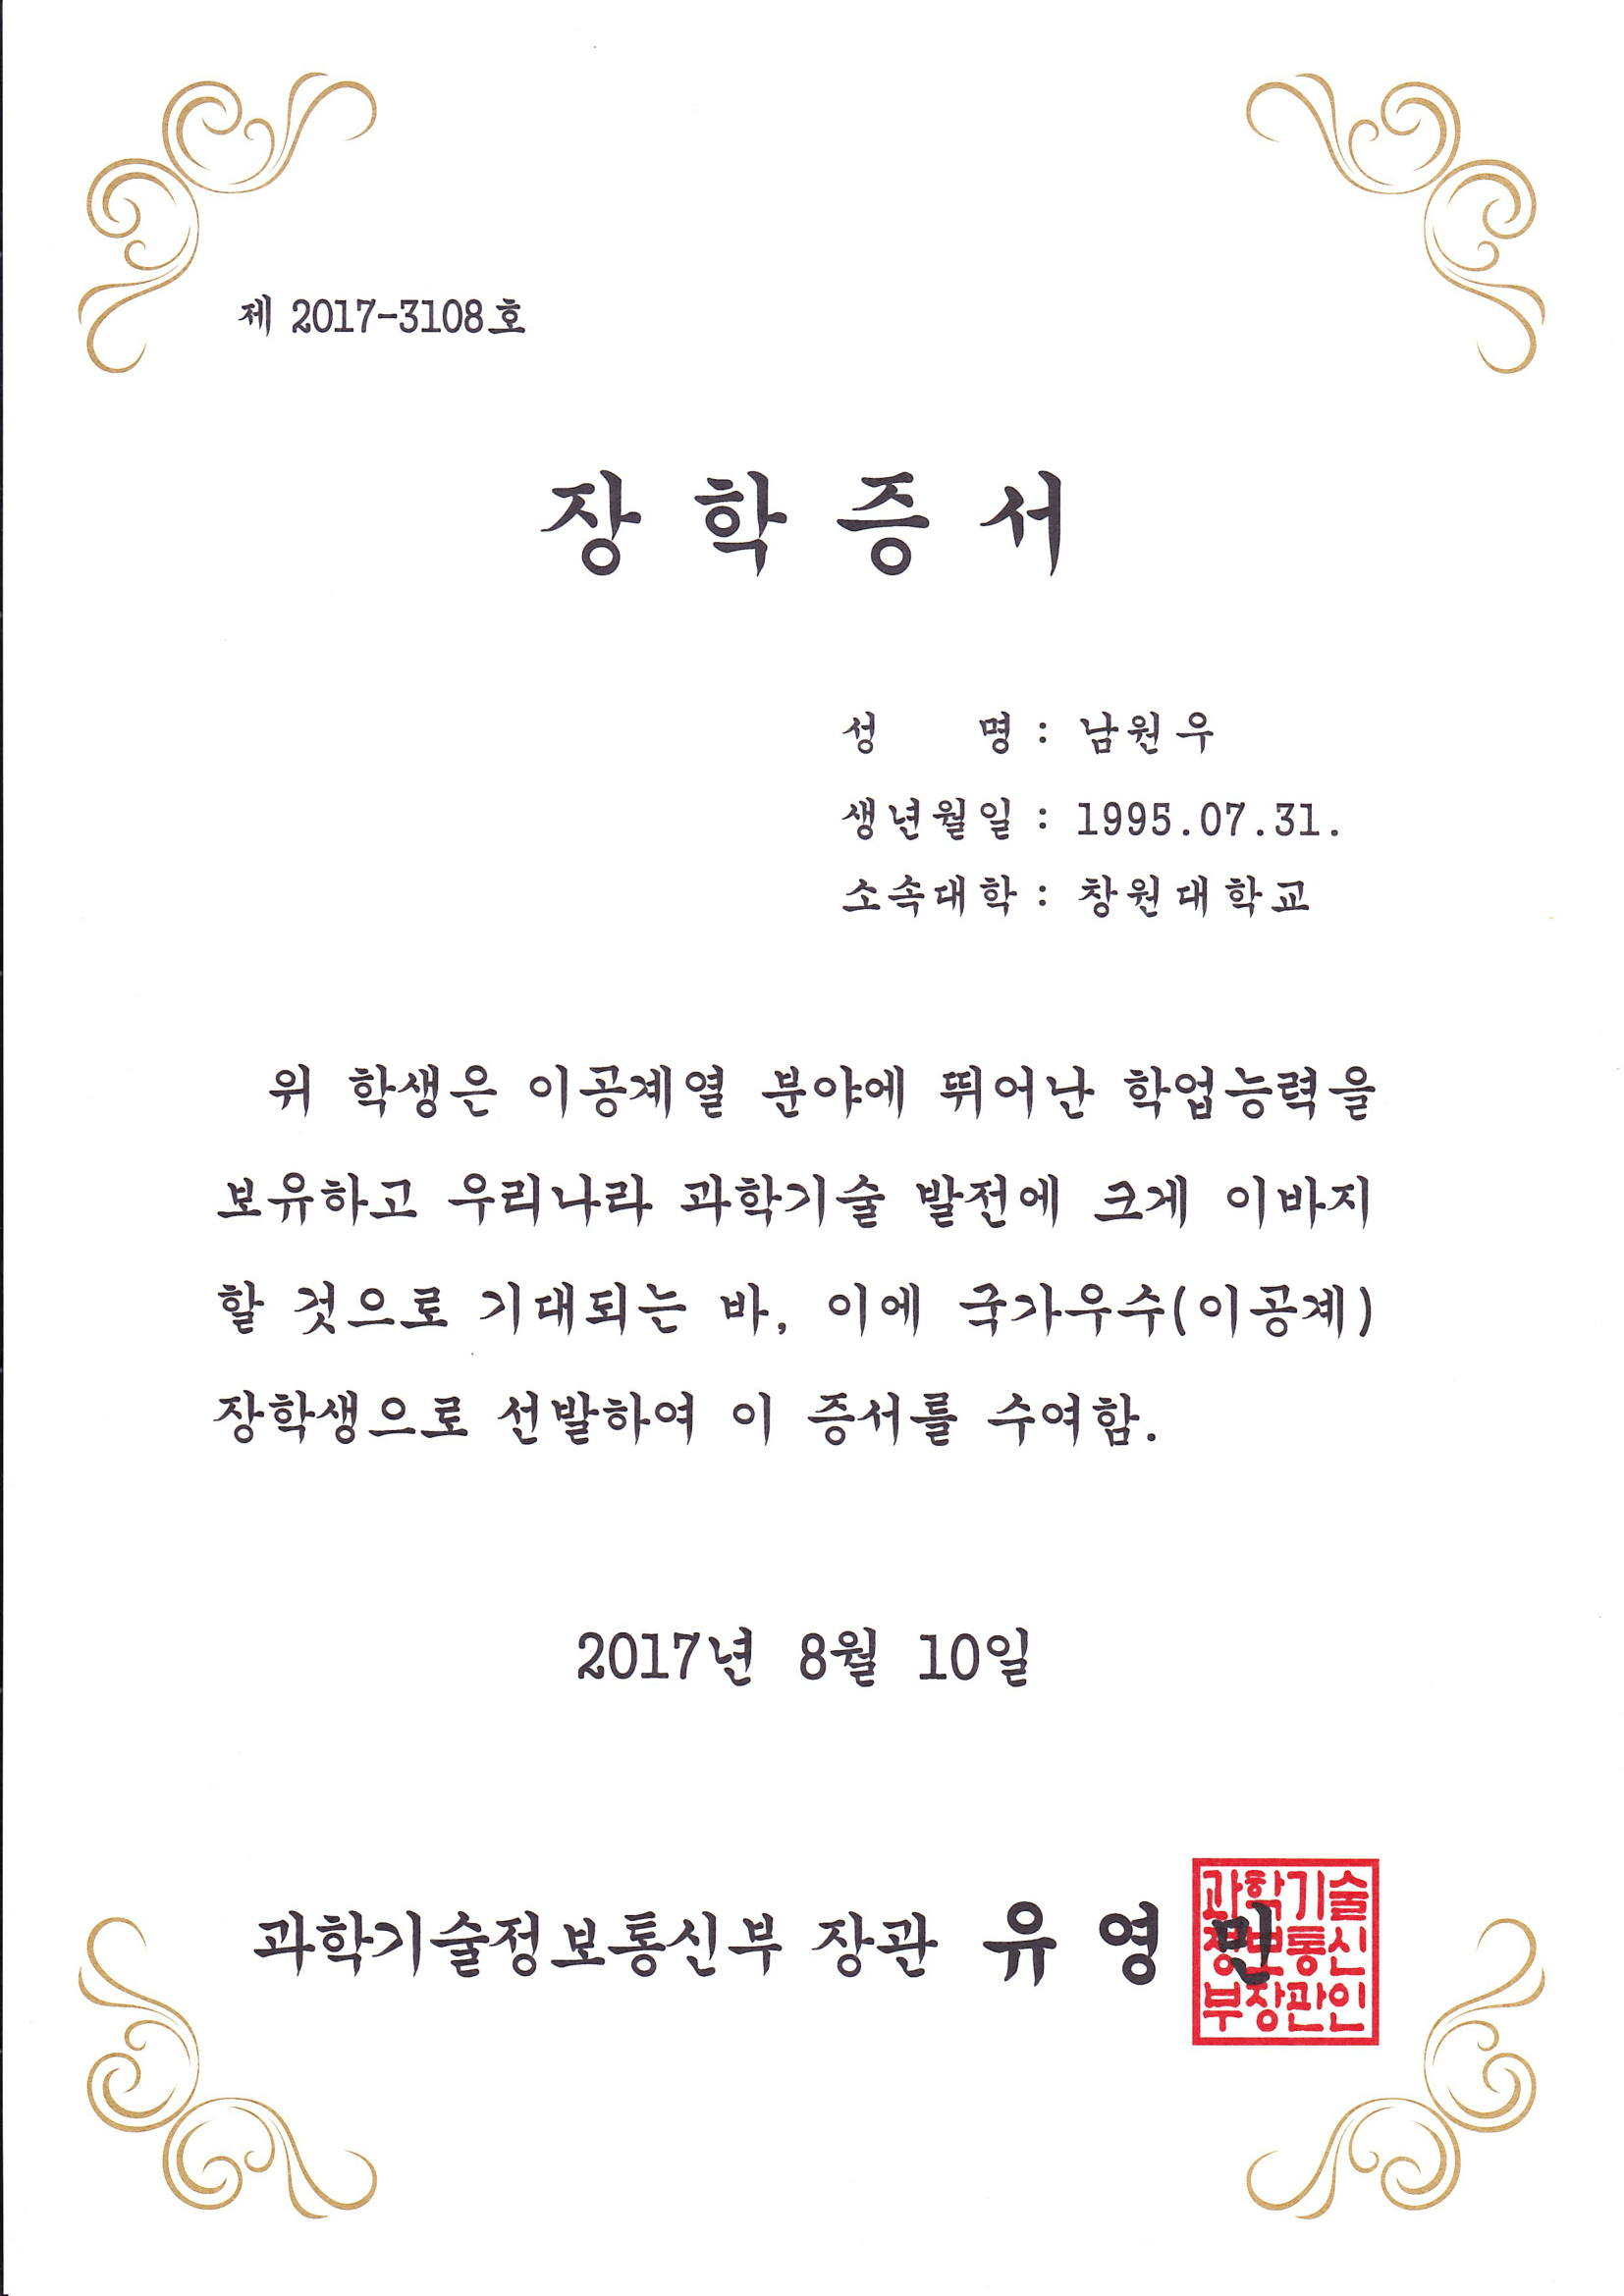 제 2017-3108호
장 학 증 서
성 명 : 남원우
생년월일 : 1995.07.31.
소속대학 : 창원대학교
위 학생은 이공계열 분야에 뛰어난 학업능력을
보유하고 우리나라 과학기술 발전에 크게 이바지
할 것으로 기대되는 바, 이에 국가우수(이공계)
장학생으로 선발하여 이 증서를 수여함.
2017년 8월 10일
과학기술정보통신부 장관 유 영 민
과학기술
정보통신
부장관인